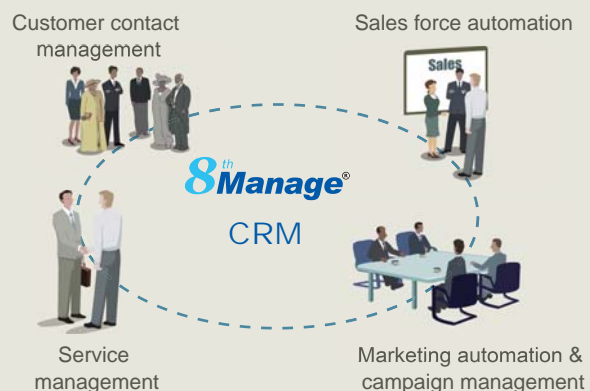 Customer contact
management
Sales force automation
Sales
8th Manage®
CRM
Service
management
Marketing automation &
campaign management